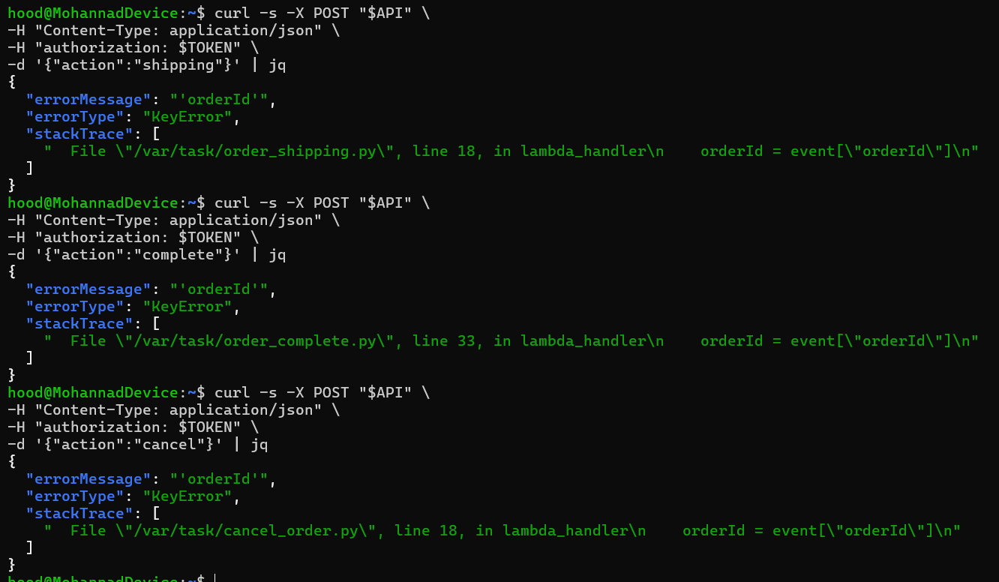 hood@MohannadDevice:~$ curl -s -X POST "$API" \
-H "Content-Type: application/json" \
-H "authorization: $TOKEN" \
-d '{"action":"shipping"}' | jq
{
  "errorMessage": "'orderId'",
  "errorType": "KeyError",
  "stackTrace": [
    "  File \"/var/task/order_shipping.py\", line 18, in lambda_handler\n    orderId = event[\"orderId\"]\n"
  ]
}
hood@MohannadDevice:~$ curl -s -X POST "$API" \
-H "Content-Type: application/json" \
-H "authorization: $TOKEN" \
-d '{"action":"complete"}' | jq
{
  "errorMessage": "'orderId'",
  "errorType": "KeyError",
  "stackTrace": [
    "  File \"/var/task/order_complete.py\", line 33, in lambda_handler\n    orderId = event[\"orderId\"]\n"
  ]
}
hood@MohannadDevice:~$ curl -s -X POST "$API" \
-H "Content-Type: application/json" \
-H "authorization: $TOKEN" \
-d '{"action":"cancel"}' | jq
{
  "errorMessage": "'orderId'",
  "errorType": "KeyError",
  "stackTrace": [
    "  File \"/var/task/cancel_order.py\", line 18, in lambda_handler\n    orderId = event[\"orderId\"]\n"
  ]
}
hood@MohannadDevice:~$